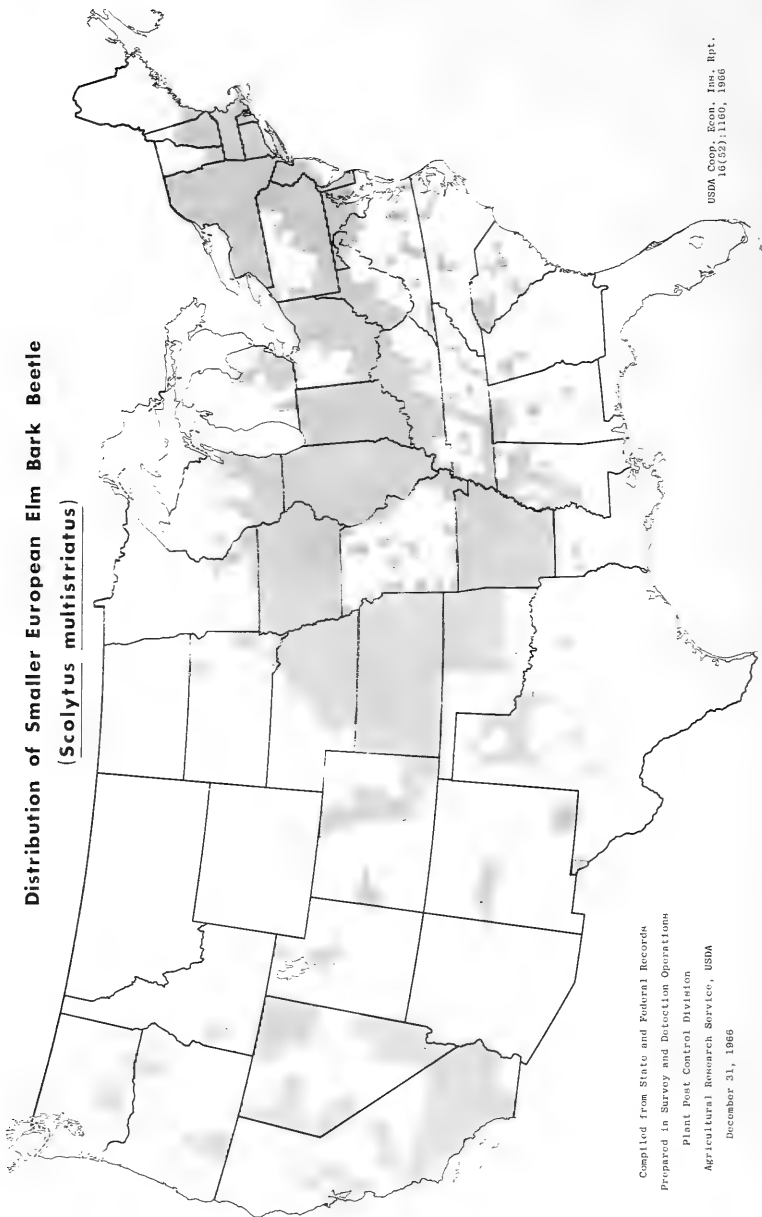 Distribution of Smaller European Elm Bark Beetle
(Scolytus multistriatus)
Compiled from State and Federal Records
Prepared in Survey and Detection Operations
Plant Pest Control Division
Agricultural Research Service, USDA
December 31, 1966
USDA Coop. Econ. Ins. Rpt.
16(52):1160, 1966